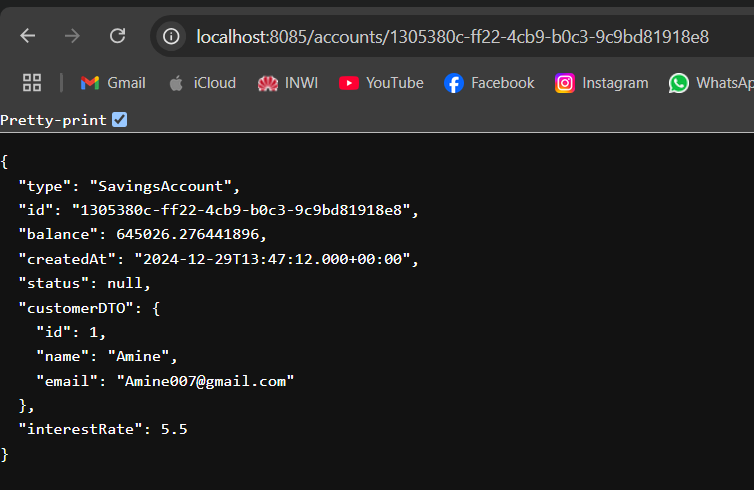 localhost:8085/accounts/1305380c-ff22-4cb9-b0c3-9c9bd81918e8
Gmail iCloud INWI YouTube Facebook Instagram WhatsAp
Pretty-print
{
"type": "SavingsAccount",
"id": "1305380c-ff22-4cb9-b0c3-9c9bd81918e8",
"balance": 645026.276441896,
"createdAt": "2024-12-29T13:47:12.000+00:00",
"status": null,
"customerDTO": {
"id": 1,
"name": "Amine",
"email": "Amine007@gmail.com"
},
"interestRate": 5.5
}